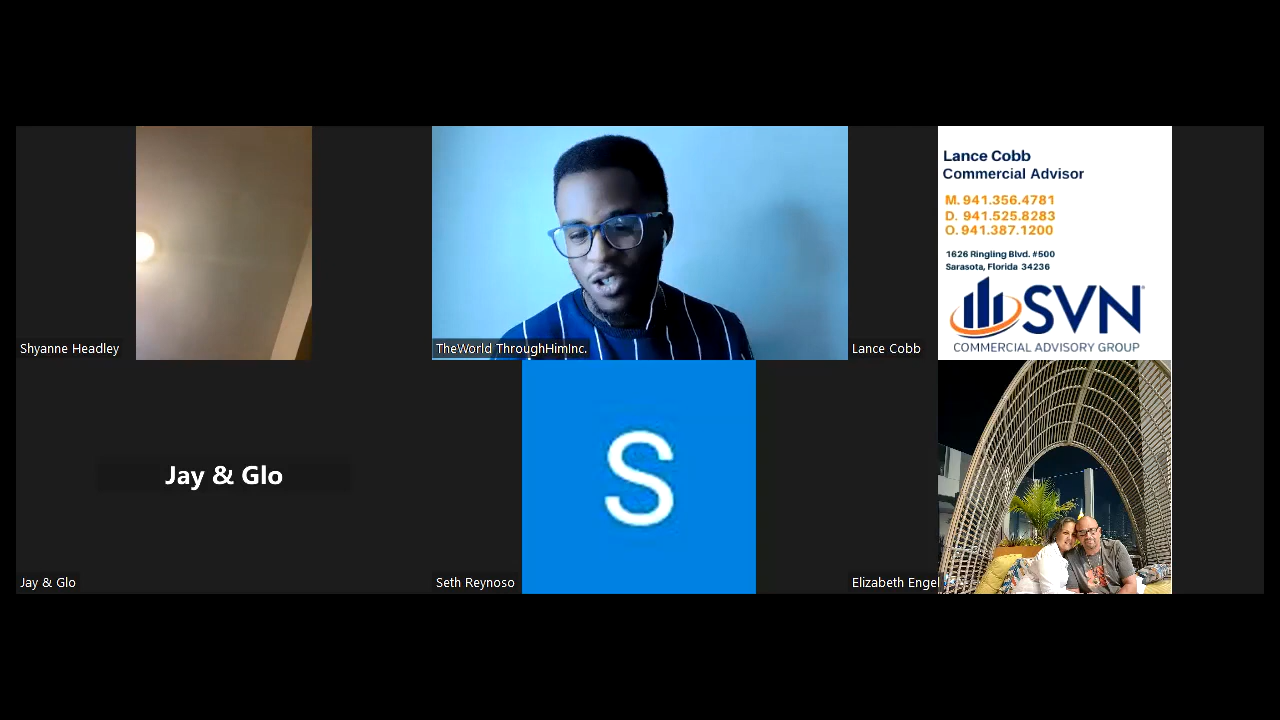 Lance Cobb
Commercial Advisor
M. 941.356.4781
D. 941.525.8283
O. 941.387.1200
1626 Ringling Blvd. #500
Sarasota, Florida 34236
SVN
COMMERCIAL ADVISORY GROUP
Shyanne Headley
TheWorld ThroughHimInc.
Lance Cobb
Jay & Glo
S
Jay & Glo
Seth Reynoso
Elizabeth Engel